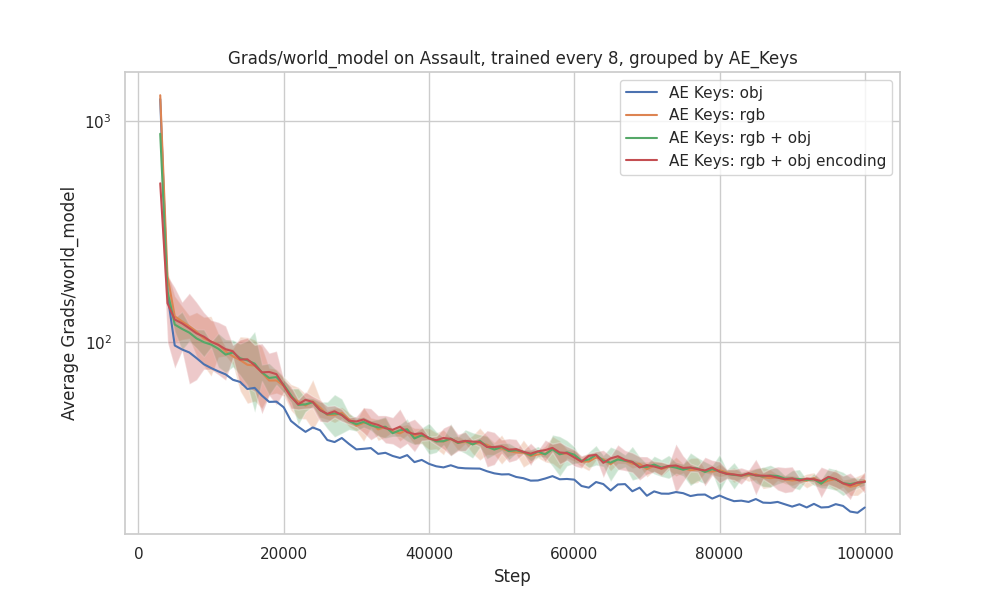 Grads/world_model on Assault, trained every 8, grouped by AE_Keys
AE Keys: obj
AE Keys: rgb
AE Keys: rgb + obj
AE Keys: rgb + obj encoding
Average Grads/world_model
10³
10²
0 20000 40000 60000 80000 100000
Step